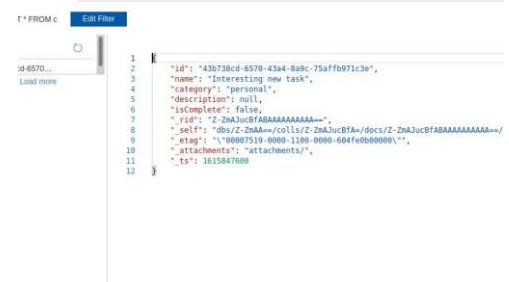 T * FROM c
Edit Filter
cd-6570...
Load more
1 {
2 "id": "43b738cd-6570-43a4-8a9c-75affb971c3e",
3 "name": "Interesting new task",
4 "category": "personal",
5 "description": null,
6 "isComplete": false,
7 "_rid": "Z-ZmAJucBfABAAAAAAAAAA==",
8 "_self": "dbs/Z-ZmAA==/colls/Z-ZmAJucBfA=/docs/Z-ZmAJucBfABAAAAAAAAAA==/
9 "_etag": "\"00007519-0000-1100-0000-604fe0b00000\"",
10 "_attachments": "attachments/",
11 "_ts": 1615847600
12 }